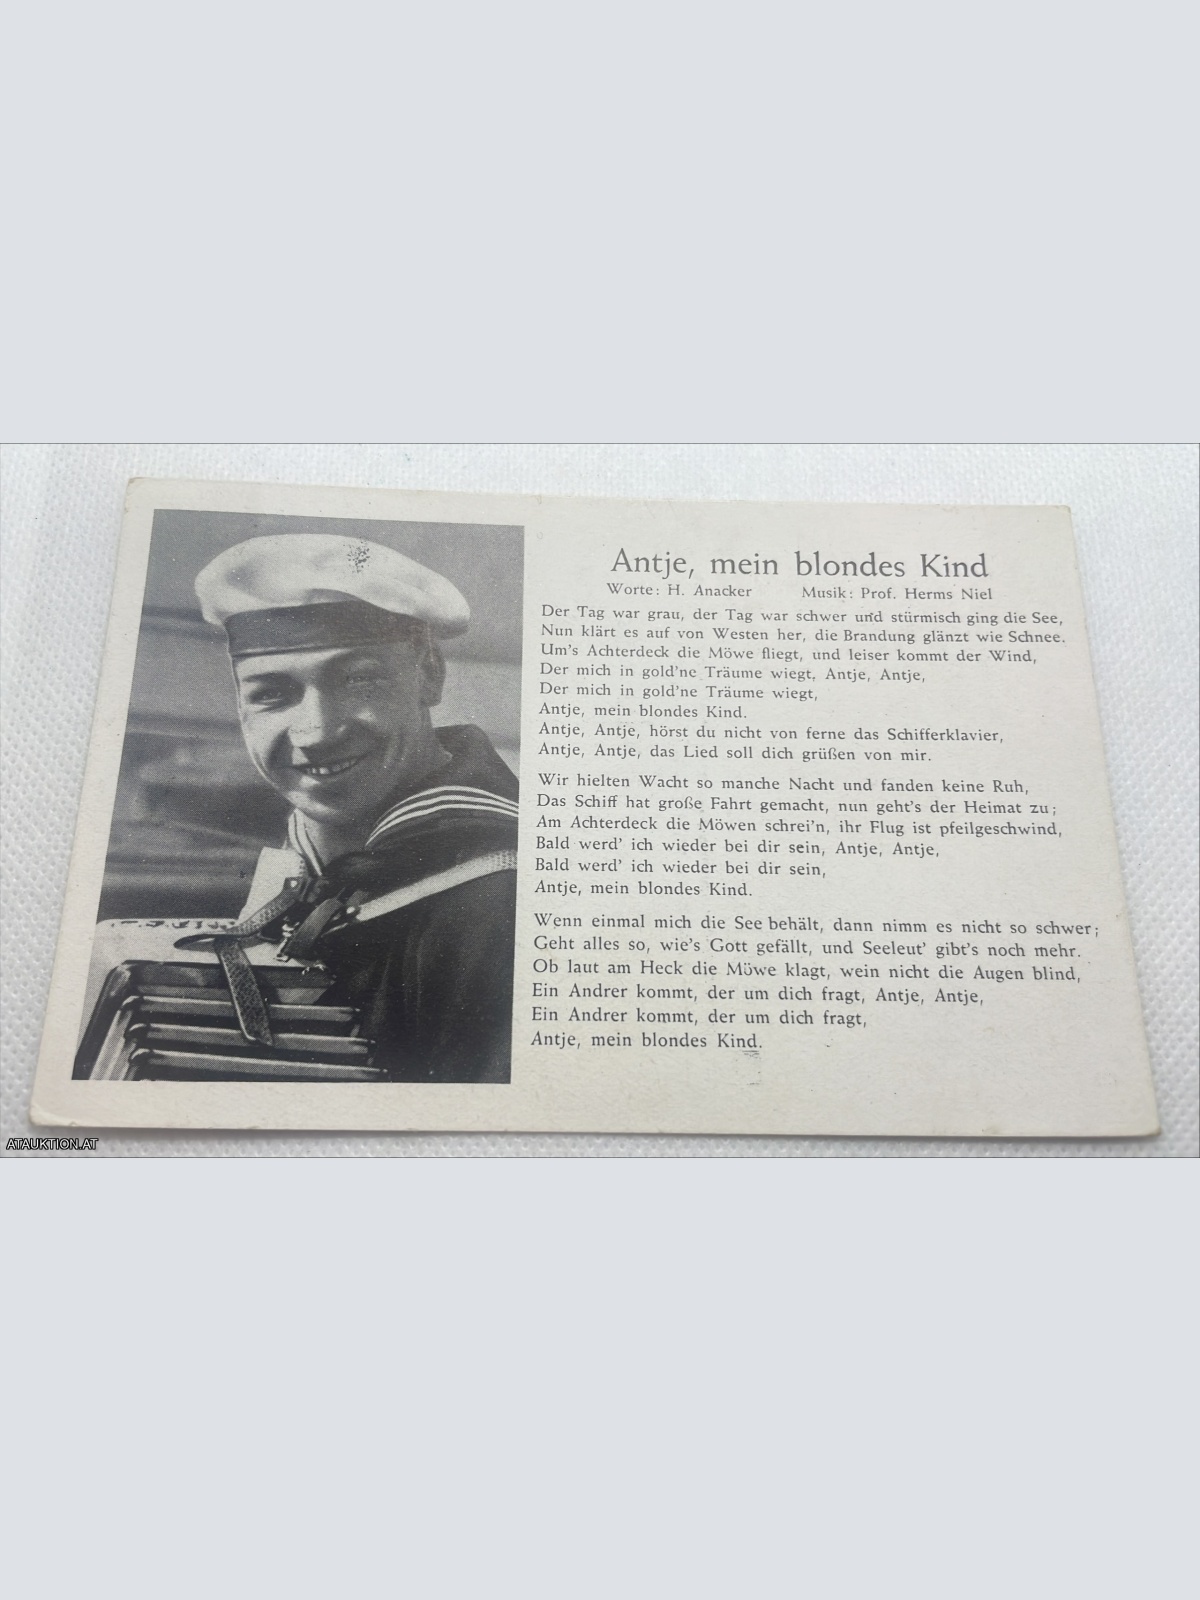 Antje, mein blondes Kind
Worte: H. Anacker Musik: Prof. Herms Niel
Der Tag war grau, der Tag war schwer und stürmisch ging die See,
Nun klärt es auf von Westen her, die Brandung glänzt wie Schnee.
Um's Achterdeck die Möwe fliegt, und leiser kommt der Wind,
Der mich in gold'ne Träume wiegt, Antje, Antje,
Der mich in gold'ne Träume wiegt,
Antje, mein blondes Kind.
Antje, Antje, hörst du nicht von ferne das Schifferklavier,
Antje, Antje, das Lied soll dich grüßen von mir.
Wir hielten Wacht so manche Nacht und fanden keine Ruh,
Das Schiff hat große Fahrt gemacht, nun geht's der Heimat zu;
Am Achterdeck die Möwen schrei'n, ihr Flug ist pfeilgeschwind,
Bald werd' ich wieder bei dir sein, Antje, Antje,
Bald werd' ich wieder bei dir sein,
Antje, mein blondes Kind.
Wenn einmal mich die See behält, dann nimm es nicht so schwer;
Geht alles so, wie's Gott gefällt, und Seeleut' gibt's noch mehr.
Ob laut am Heck die Möwe klagt, wein nicht die Augen blind,
Ein Andrer kommt, der um dich fragt, Antje, Antje,
Ein Andrer kommt, der um dich fragt,
Antje, mein blondes Kind.
ATAUKTION.AT